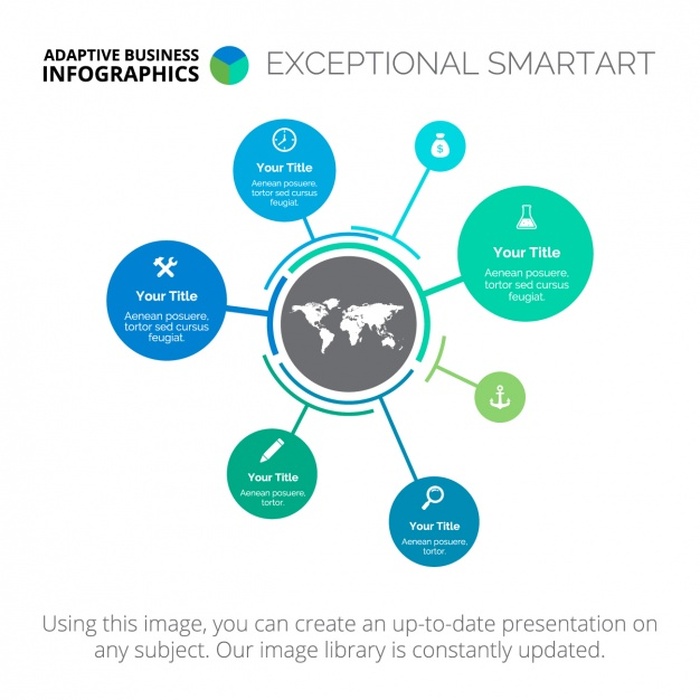 ADAPTIVE BUSINESS
INFOGRAPHICS
EXCEPTIONAL SMARTART
Your Title
Aenean posuere,
tortor sed cursus
feugiat.
$
Your Title
Aenean posuere,
tortor sed cursus
feugiat.
Your Title
Aenean posuere,
tortor sed cursus
feugiat.
Your Title
Aenean posuere,
tortor.
Your Title
Aenean posuere,
tortor.
Using this image, you can create an up-to-date presentation on
any subject. Our image library is constantly updated.